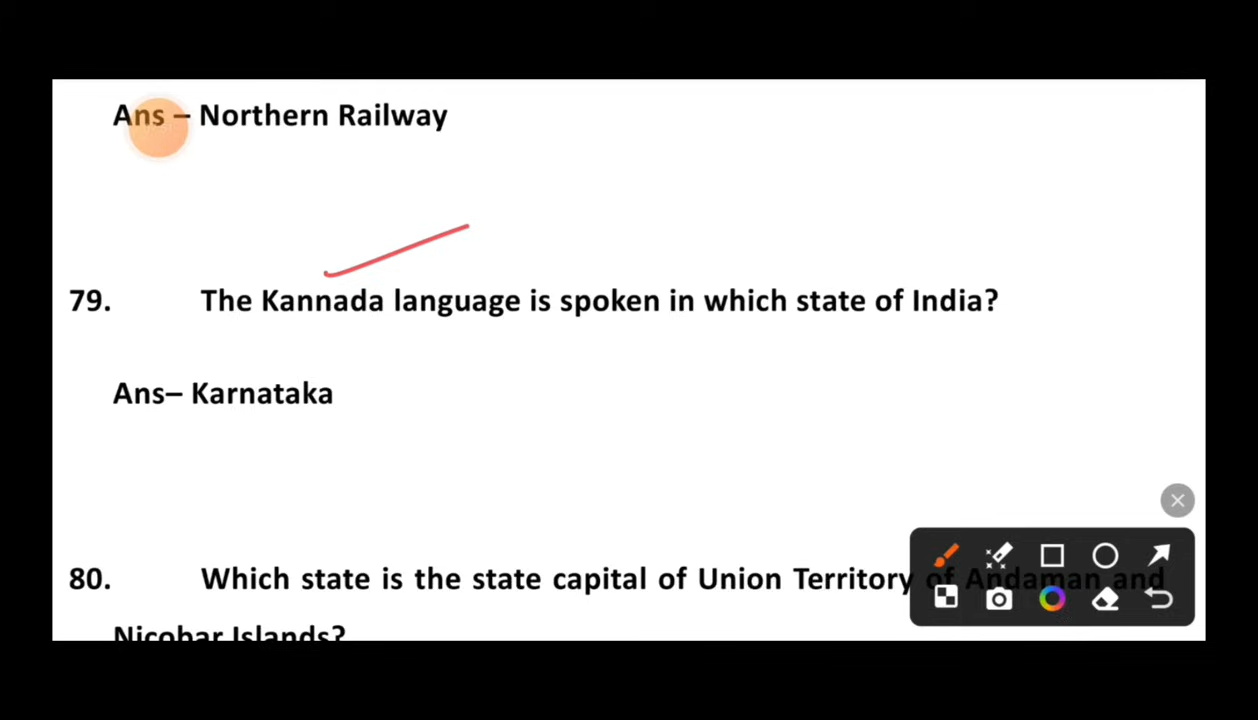 Ans – Northern Railway
79. The Kannada language is spoken in which state of India?
Ans– Karnataka
80. Which state is the state capital of Union Territory of Andaman and
Nicobar Islands?